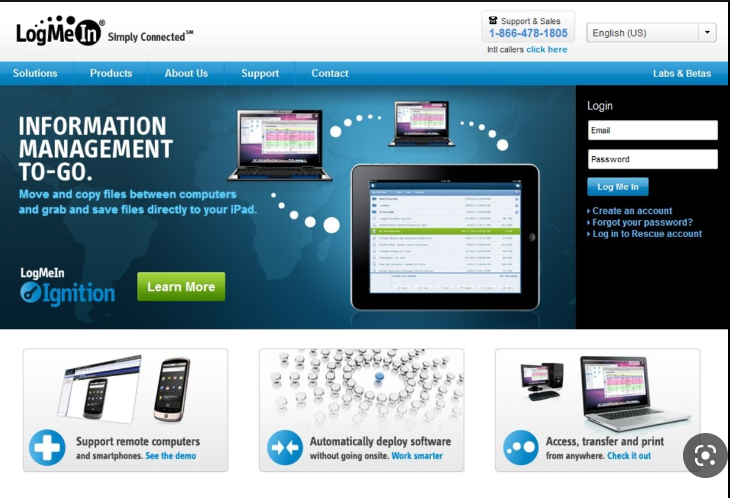 LogMeIn® Simply Connected℠
Support & Sales
1-866-478-1805
Intl callers click here
English (US)
Solutions Products About Us Support Contact Labs & Betas
INFORMATION
MANAGEMENT
TO-GO.
Move and copy files between computers
and grab and save files directly to your iPad.
LogMeIn
Ignition
Learn More
Login
Email
Password
Log Me In
Create an account
Forgot your password?
Log in to Rescue account
Support remote computers
and smartphones. See the demo
Automatically deploy software
without going onsite. Work smarter
Access, transfer and print
from anywhere. Check it out